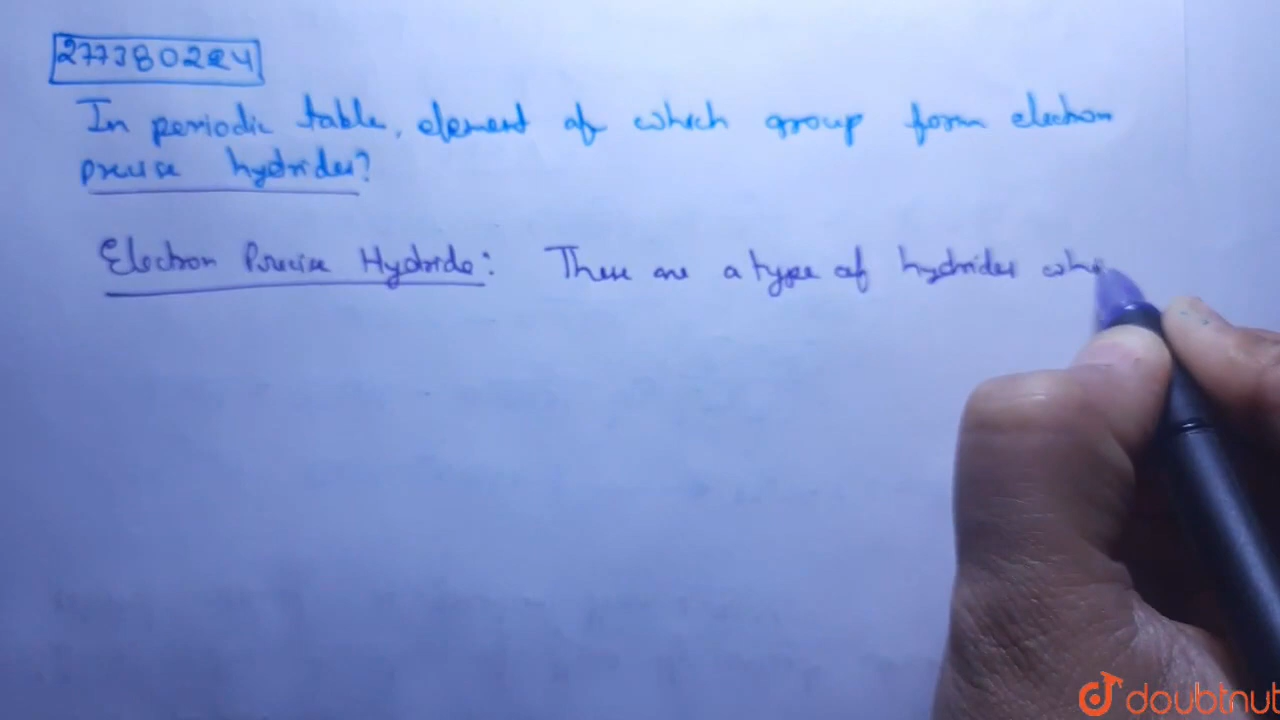 277380224
In periodic table, element of which group form electron
precise hydrides?
Electron Precise Hydride: These are a type of hydrides whi
doubtnut